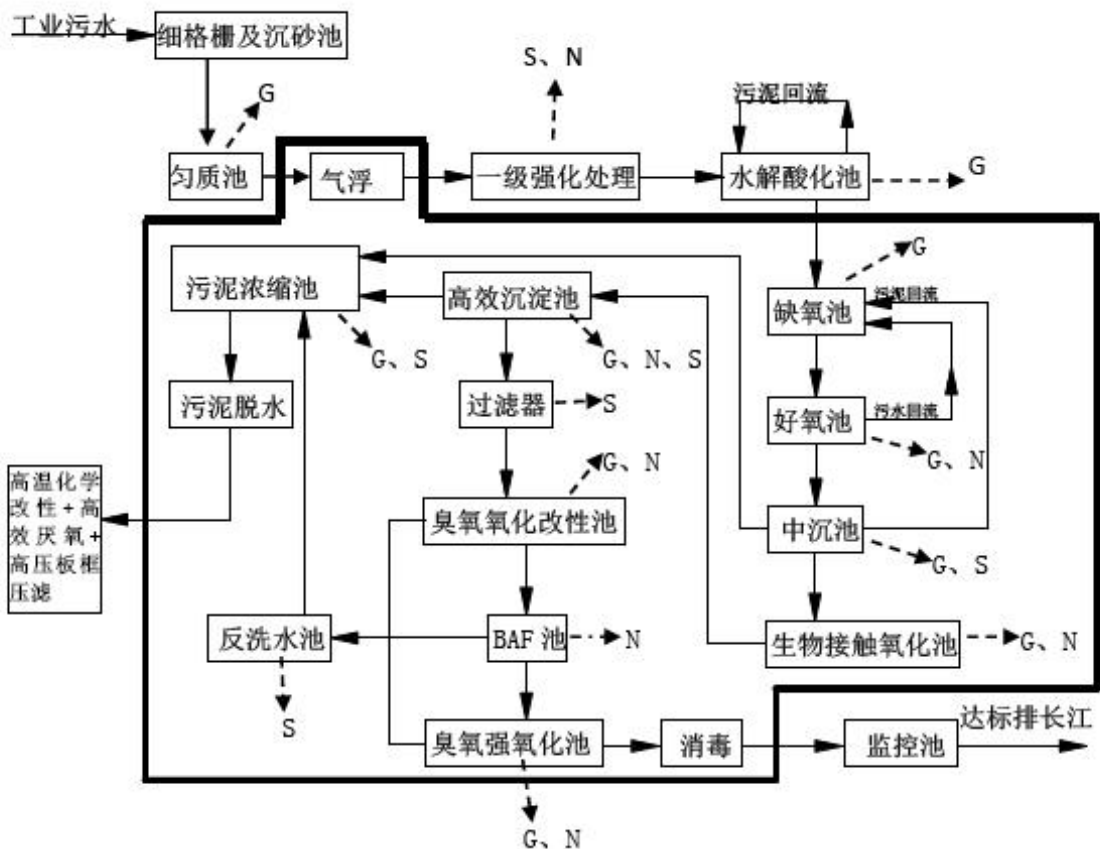 工业污水
细格栅及沉砂池
S、N
G
污泥回流
匀质池
气浮
一级强化处理
水解酸化池
G
G
污泥浓缩池
高效沉淀池
缺氧池
污泥回流
G、S
G、N、S
污泥脱水
过滤器
S
好氧池
污水回流
G、N
G、N
高温化学
改性+高
效厌氧+
高压板框
压滤
臭氧氧化改性池
中沉池
G、S
反洗水池
BAF 池
N
生物接触氧化池
G、N
S
臭氧强氧化池
消毒
监控池
达标排长江
G、N